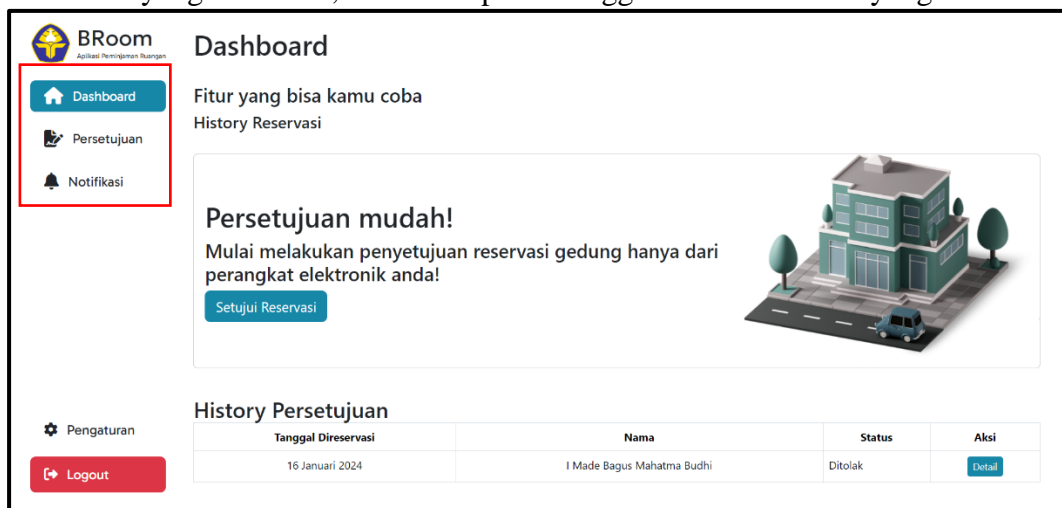 BRoom
Aplikasi Peminjaman Ruangan
Dashboard
Persetujuan
Notifikasi
Pengaturan
Logout
Dashboard
Fitur yang bisa kamu coba
History Reservasi
Persetujuan mudah!
Mulai melakukan penyetujuan reservasi gedung hanya dari
perangkat elektronik anda!
Setujui Reservasi
History Persetujuan
Tanggal Direservasi Nama Status Aksi
16 Januari 2024 I Made Bagus Mahatma Budhi Ditolak Detail